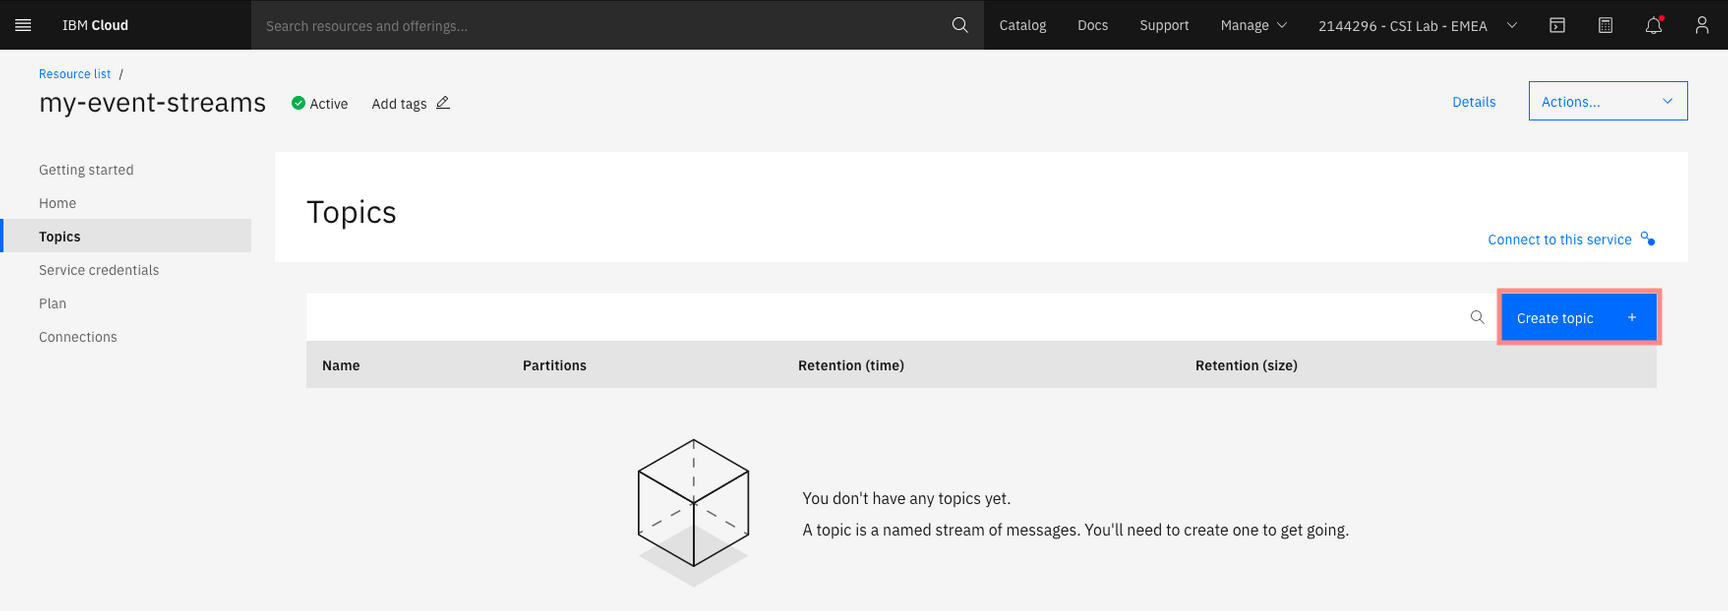 IBM Cloud
Search resources and offerings...
Catalog
Docs
Support
Manage
2144296 - CSI Lab - EMEA
Resource list /
my-event-streams
Active
Add tags
Details
Actions...
Getting started
Home
Topics
Service credentials
Plan
Connections
Topics
Connect to this service
Create topic +
Name
Partitions
Retention (time)
Retention (size)
You don't have any topics yet.
A topic is a named stream of messages. You'll need to create one to get going.